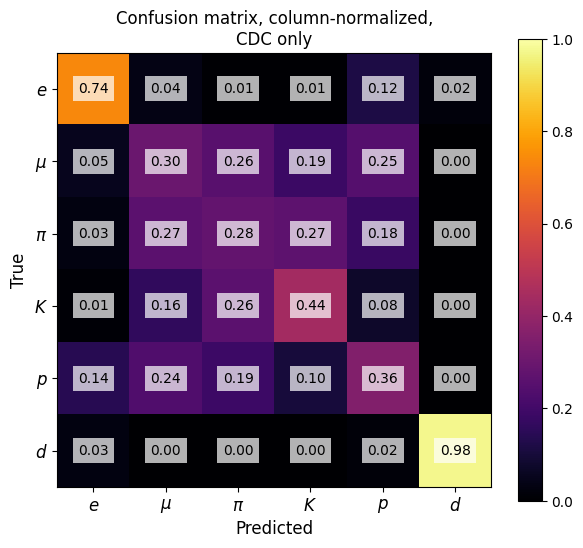 Confusion matrix, column-normalized,
CDC only
e 0.74 0.04 0.01 0.01 0.12 0.02
μ 0.05 0.30 0.26 0.19 0.25 0.00
π 0.03 0.27 0.28 0.27 0.18 0.00
K 0.01 0.16 0.26 0.44 0.08 0.00
p 0.14 0.24 0.19 0.10 0.36 0.00
d 0.03 0.00 0.00 0.00 0.02 0.98
e μ π K p d
Predicted
True
1.0
0.8
0.6
0.4
0.2
0.0